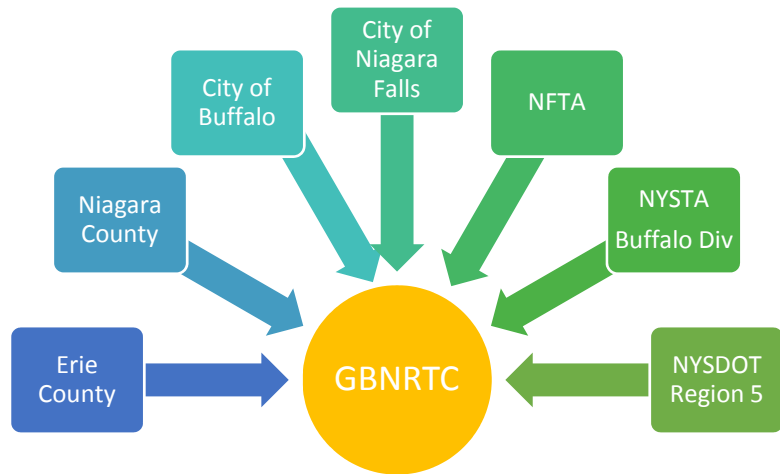 City of
Niagara
Falls
City of
Buffalo
NFTA
Niagara
County
NYSTA
Buffalo Div
Erie
County
GBNRTC
NYSDOT
Region 5